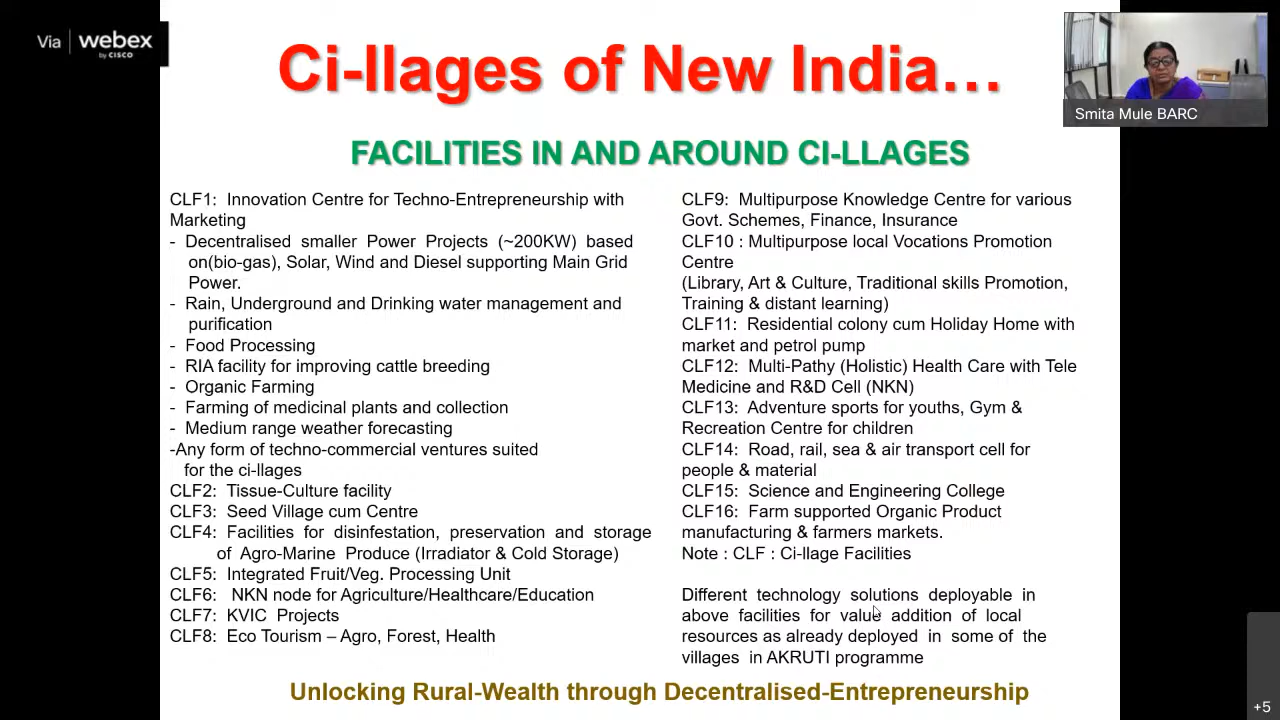 Via webex
by CISCO
Ci-llages of New India…
Smita Mule BARC
FACILITIES IN AND AROUND CI-LLAGES
CLF1: Innovation Centre for Techno-Entrepreneurship with
Marketing
- Decentralised smaller Power Projects (~200KW) based
on(bio-gas), Solar, Wind and Diesel supporting Main Grid
Power.
- Rain, Underground and Drinking water management and
purification
- Food Processing
- RIA facility for improving cattle breeding
- Organic Farming
- Farming of medicinal plants and collection
- Medium range weather forecasting
-Any form of techno-commercial ventures suited
for the ci-llages
CLF2: Tissue-Culture facility
CLF3: Seed Village cum Centre
CLF4: Facilities for disinfestation, preservation and storage
of Agro-Marine Produce (Irradiator & Cold Storage)
CLF5: Integrated Fruit/Veg. Processing Unit
CLF6: NKN node for Agriculture/Healthcare/Education
CLF7: KVIC Projects
CLF8: Eco Tourism – Agro, Forest, Health
CLF9: Multipurpose Knowledge Centre for various
Govt. Schemes, Finance, Insurance
CLF10 : Multipurpose local Vocations Promotion
Centre
(Library, Art & Culture, Traditional skills Promotion,
Training & distant learning)
CLF11: Residential colony cum Holiday Home with
market and petrol pump
CLF12: Multi-Pathy (Holistic) Health Care with Tele
Medicine and R&D Cell (NKN)
CLF13: Adventure sports for youths, Gym &
Recreation Centre for children
CLF14: Road, rail, sea & air transport cell for
people & material
CLF15: Science and Engineering College
CLF16: Farm supported Organic Product
manufacturing & farmers markets.
Note : CLF : Ci-llage Facilities
Different technology solutions deployable in
above facilities for value addition of local
resources as already deployed in some of the
villages in AKRUTI programme
Unlocking Rural-Wealth through Decentralised-Entrepreneurship
+5